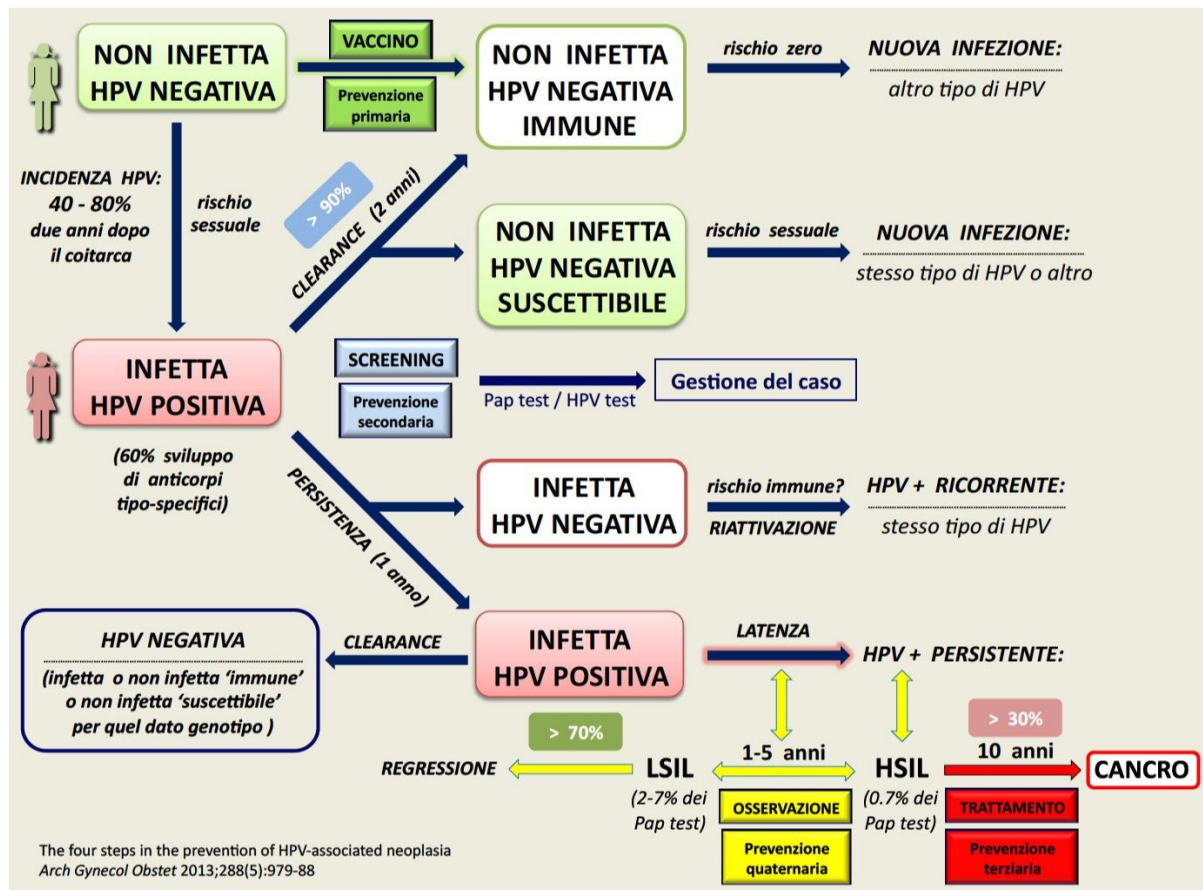 NON INFETTA
HPV NEGATIVA
VACCINO
Prevenzione
primaria
NON INFETTA
HPV NEGATIVA
IMMUNE
rischio zero
NUOVA INFEZIONE:
altro tipo di HPV
INCIDENZA HPV:
40 - 80%
due anni dopo
il coitarca
rischio
sessuale
> 90%
CLEARANCE (2 anni)
NON INFETTA
HPV NEGATIVA
SUSCETTIBILE
rischio sessuale
NUOVA INFEZIONE:
stesso tipo di HPV o altro
INFETTA
HPV POSITIVA
(60% sviluppo
di anticorpi
tipo-specifici)
SCREENING
Prevenzione
secondaria
Pap test / HPV test
Gestione del caso
PERSISTENZA (1 anno)
INFETTA
HPV NEGATIVA
rischio immune?
RIATTIVAZIONE
HPV + RICORRENTE:
stesso tipo di HPV
HPV NEGATIVA
(infetta o non infetta ‘immune’
o non infetta ‘suscettibile’
per quel dato genotipo )
CLEARANCE
INFETTA
HPV POSITIVA
LATENZA
HPV + PERSISTENTE:
> 70%
REGRESSIONE
LSIL
(2-7% dei
Pap test)
1-5 anni
OSSERVAZIONE
Prevenzione
quaternaria
HSIL
(0.7% dei
Pap test)
> 30%
10 anni
TRATTAMENTO
Prevenzione
terziaria
CANCRO
The four steps in the prevention of HPV-associated neoplasia
Arch Gynecol Obstet 2013;288(5):979-88